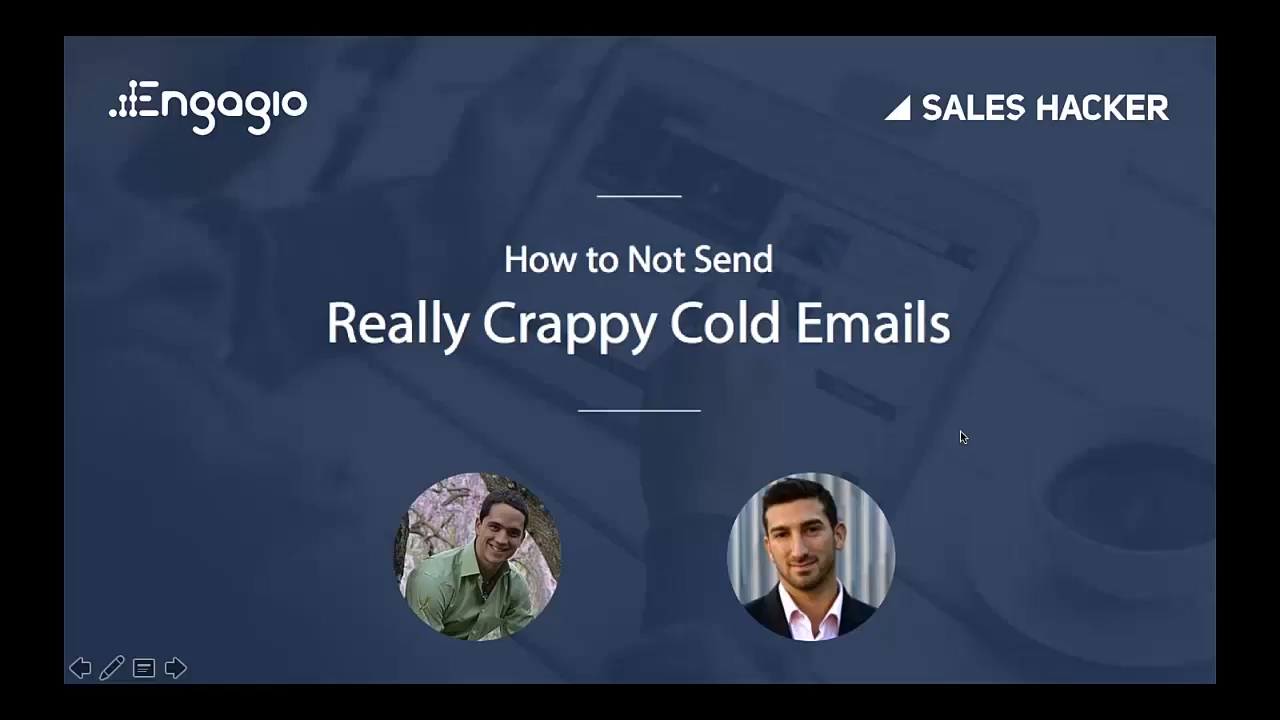 Engagio
SALES HACKER
How to Not Send
Really Crappy Cold Emails